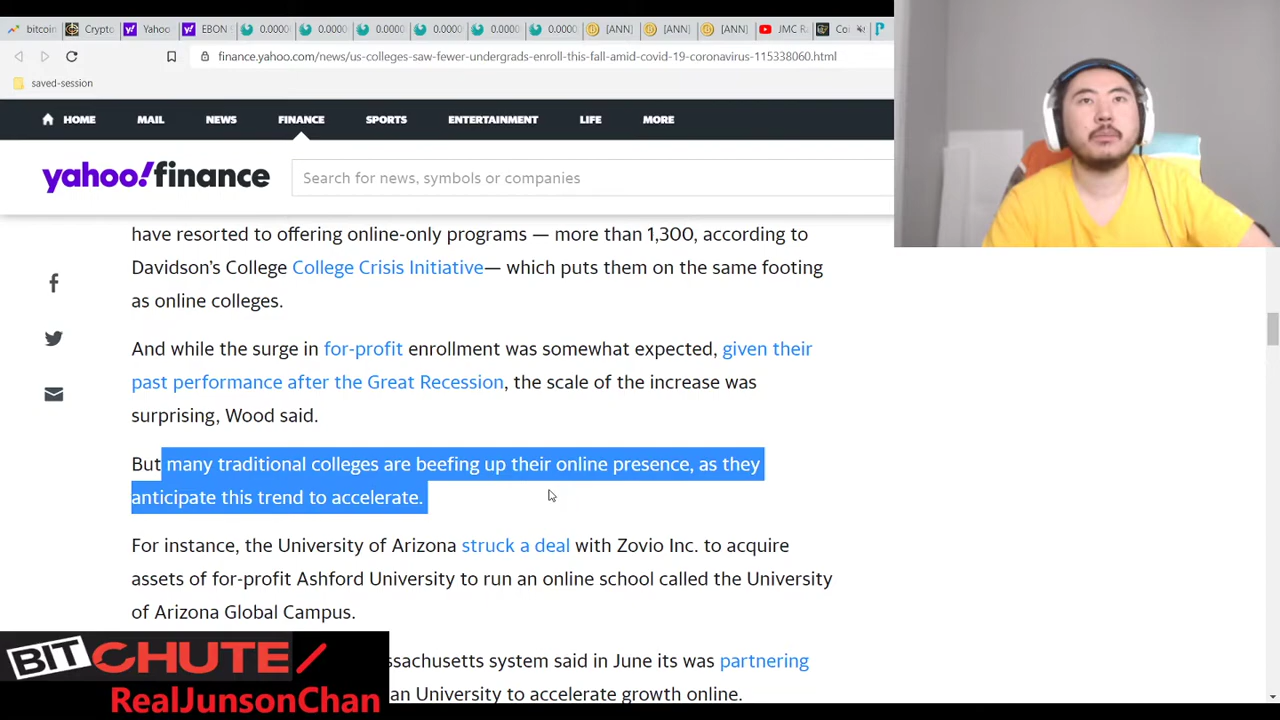 bitcoin
Crypto
Yahoo
EBON
0.0000
0.0000
0.0000
0.0000
0.0000
0.0000
[ANN]
[ANN]
[ANN]
JMC R
Coi
finance.yahoo.com/news/us-colleges-saw-fewer-undergrads-enroll-this-fall-amid-covid-19-coronavirus-115338060.html
saved-session
HOME MAIL NEWS FINANCE SPORTS ENTERTAINMENT LIFE MORE
yahoo!finance
Search for news, symbols or companies
have resorted to offering online-only programs — more than 1,300, according to
Davidson's College College Crisis Initiative— which puts them on the same footing
as online colleges.
And while the surge in for-profit enrollment was somewhat expected, given their
past performance after the Great Recession, the scale of the increase was
surprising, Wood said.
But many traditional colleges are beefing up their online presence, as they
anticipate this trend to accelerate.
For instance, the University of Arizona struck a deal with Zovio Inc. to acquire
assets of for-profit Ashford University to run an online school called the University
of Arizona Global Campus.
ssachusetts system said in June its was partnering
an University to accelerate growth online.
BITCHUTE/
RealJunsonChan